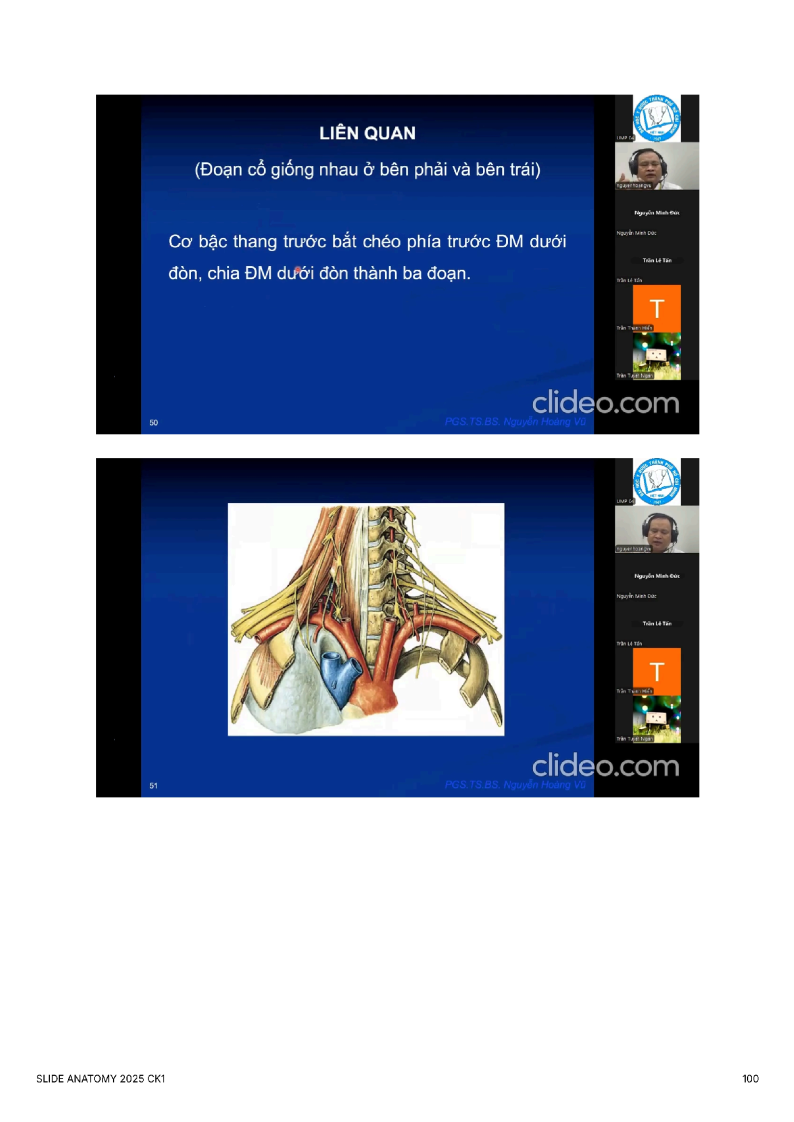 LIÊN QUAN
(Đoạn cổ giống nhau ở bên phải và bên trái)
Cơ bậc thang trước bắt chéo phía trước ĐM dưới
đòn, chia ĐM dưới đòn thành ba đoạn.
50
PGS.TS.BS. Nguyễn Hoàng Vũ
clideo.com
nguyen hoangvu
Nguyễn Minh Đức
Nguyễn Minh Đức
Trần Lê Tấn
Trần Lê Tấn
T
51
PGS.TS.BS. Nguyễn Hoàng Vũ
clideo.com
nguyen hoangvu
Nguyễn Minh Đức
Nguyễn Minh Đức
Trần Lê Tấn
Trần Lê Tấn
T
SLIDE ANATOMY 2025 CK1
100